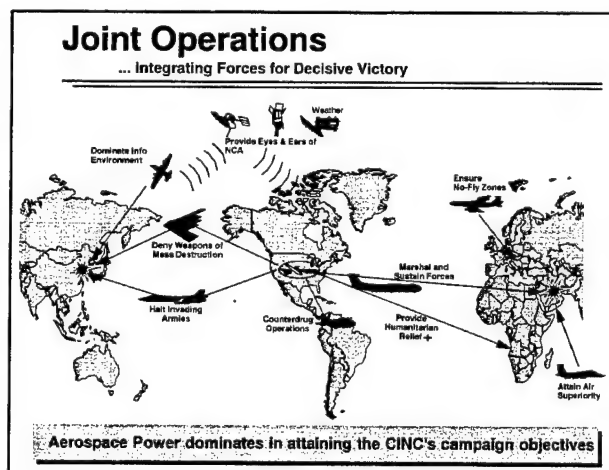 Joint Operations
... Integrating Forces for Decisive Victory
Weather
Provide Eyes & Ears of
NCA
Dominate Info
Environment
Ensure
No-Fly Zones
Deny Weapons of
Mass Destruction
Marshal and
Sustain Forces
Halt Invading
Armies
Counterdrug
Operations
Provide
Humanitarian
Relief +
Attain Air
Superiority
Aerospace Power dominates in attaining the CINC's campaign objectives